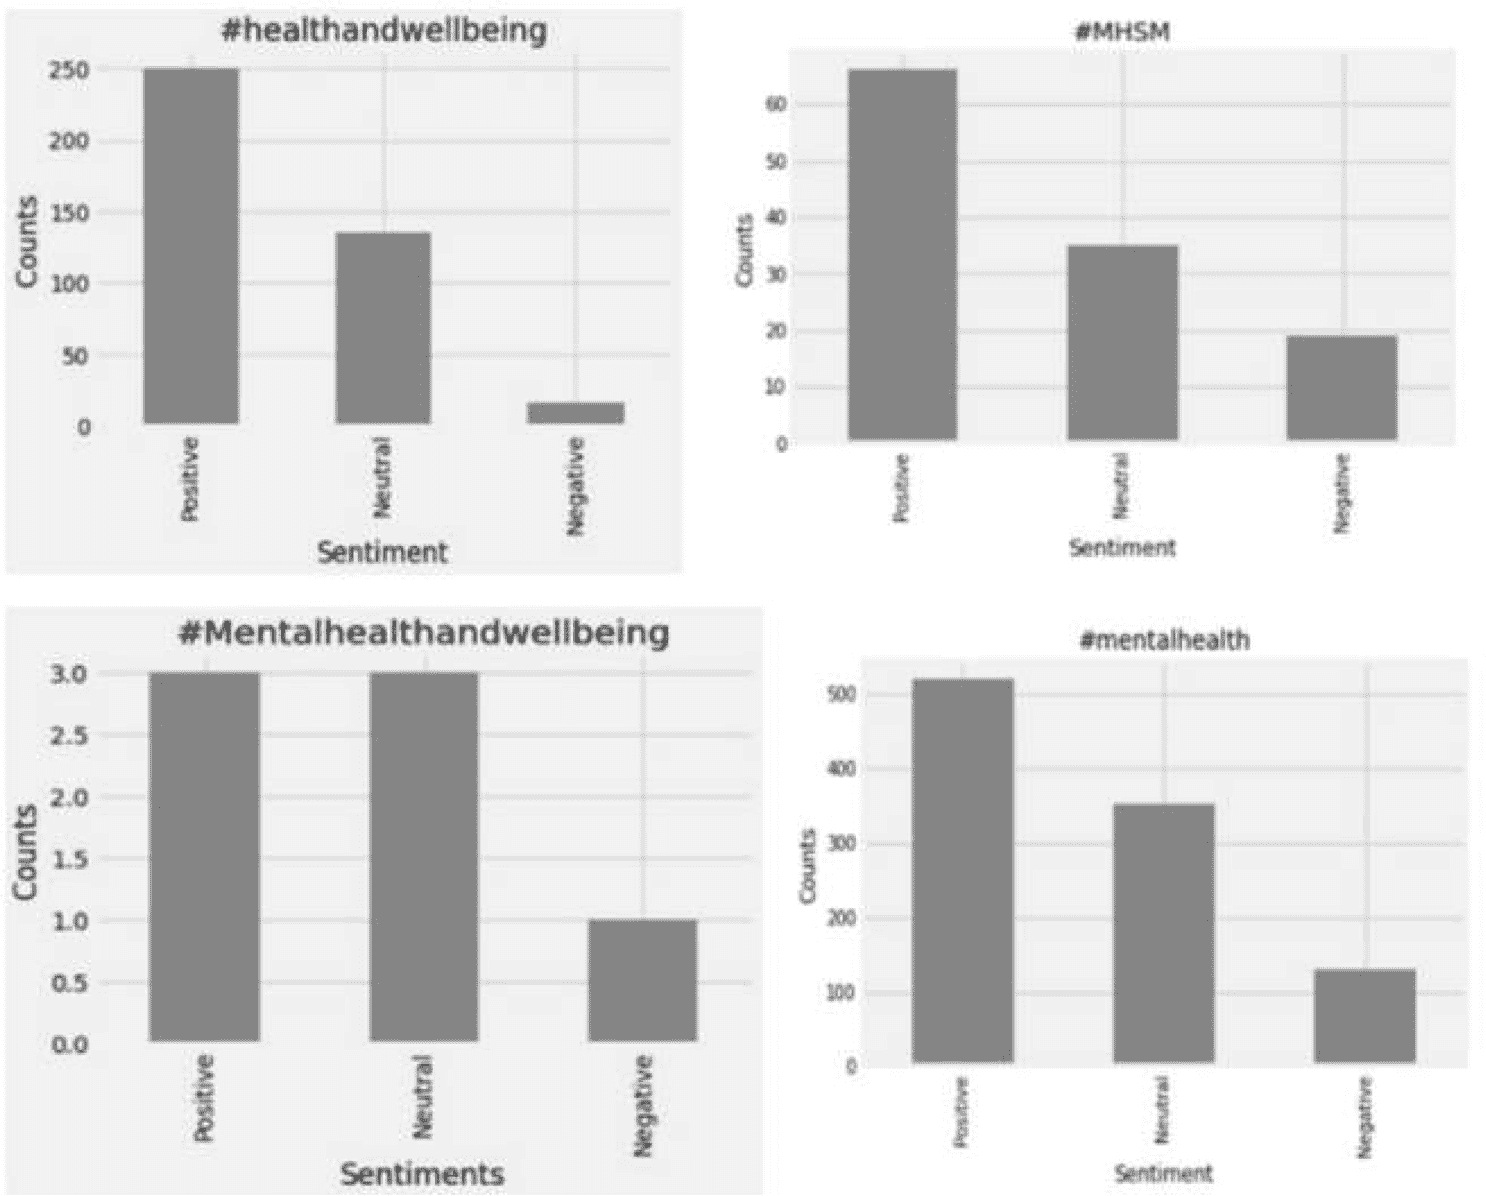 #healthandwellbeing
250
200
150
100
50
0
Counts
Positive
Neutral
Negative
Sentiment
#MHSM
60
50
40
30
20
10
0
Counts
Positive
Neutral
Negative
Sentiment
#Mentalhealthandwellbeing
3.0
2.5
2.0
1.5
1.0
0.5
0.0
Counts
Positive
Neutral
Negative
Sentiments
#mentalhealth
500
400
300
200
100
0
Counts
Positive
Neutral
Negative
Sentiment